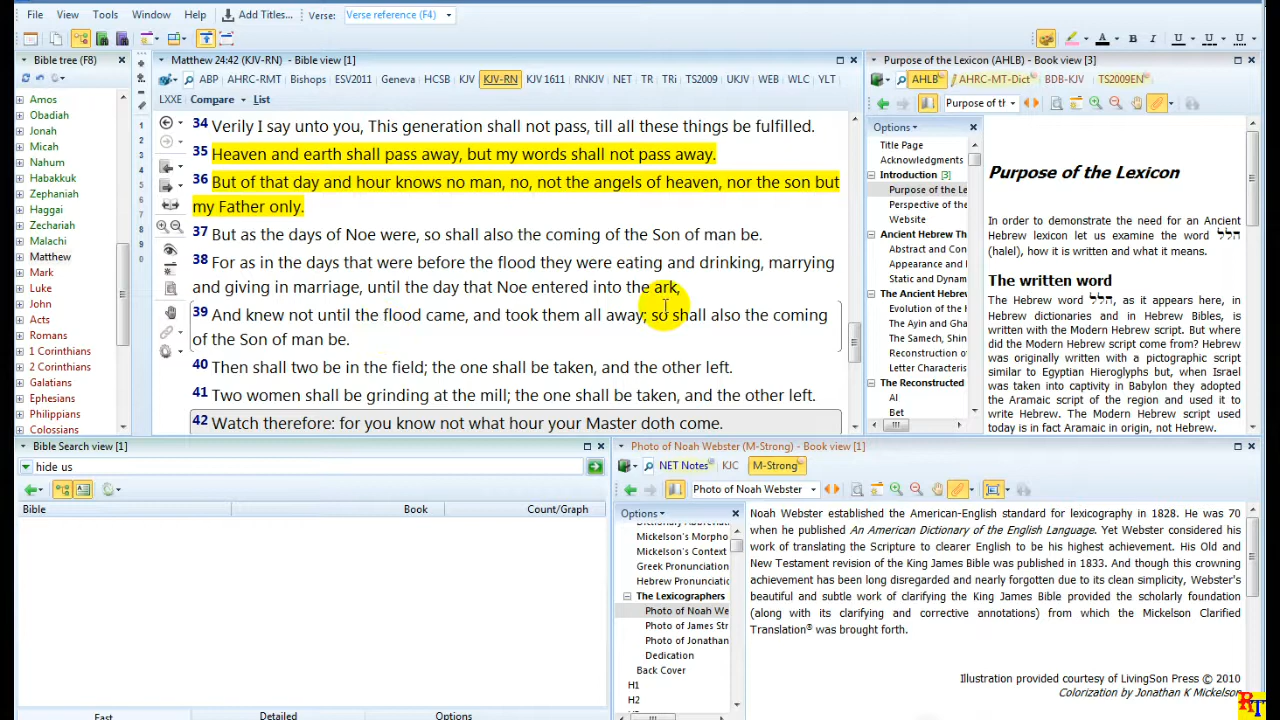 File View Tools Window Help Add Titles... Verse: Verse reference (F4)
Bible tree (F8)
Amos
Obadiah
Jonah
Micah
Nahum
Habakkuk
Zephaniah
Haggai
Zechariah
Malachi
Matthew
Mark
Luke
John
Acts
Romans
1 Corinthians
2 Corinthians
Galatians
Ephesians
Philippians
Colossians
1
2
3
4
5
6
7
8
9
0
Matthew 24:42 (KJV-RN) - Bible view [1]
ABP AHRC-RMT Bishops ESV2011 Geneva HCSB KJV KJV-RN KJV 1611 RNKJV NET TR TRi TS2009 UKJV WEB WLC YLT
LXXE Compare List
34 Verily I say unto you, This generation shall not pass, till all these things be fulfilled.
35 Heaven and earth shall pass away, but my words shall not pass away.
36 But of that day and hour knows no man, no, not the angels of heaven, nor the son but
my Father only.
37 But as the days of Noe were, so shall also the coming of the Son of man be.
38 For as in the days that were before the flood they were eating and drinking, marrying
and giving in marriage, until the day that Noe entered into the ark,
39 And knew not until the flood came, and took them all away; so shall also the coming
of the Son of man be.
40 Then shall two be in the field; the one shall be taken, and the other left.
41 Two women shall be grinding at the mill; the one shall be taken, and the other left.
42 Watch therefore: for you know not what hour your Master doth come.
Purpose of the Lexicon (AHLB) - Book view [3]
AHLB AHRC-MT-Dict BDB-KJV TS2009EN
Purpose of th
Options
Title Page
Acknowledgments
Introduction [3]
Purpose of the Le
Perspective of the
Website
Ancient Hebrew Th
Abstract and Con
Appearance and
Static and Dynam
The Ancient Hebrew
Hebrew Evolution
The Ayin and Gha
The Samech, Shin
Reconstruction of
Letter Characteris
The Reconstructed
Al
Bet
Purpose of the Lexicon
In order to demonstrate the need for an Ancient
Hebrew lexicon let us examine the word הלל
(halel), how it is written and what it means.
The written word
The Hebrew word הלל, as it appears here, in
Hebrew dictionaries and in Hebrew Bibles, is
written with the Modern Hebrew script. But where
did the Modern Hebrew script come from? Hebrew
was originally written with a pictographic script
similar to Egyptian Hieroglyphs but, when Israel
was taken into captivity in Babylon they adopted
the Aramaic script of the region and used it to
write Hebrew. The Modern Hebrew script used
today is in fact Aramaic in origin, not Hebrew.
Bible Search view [1]
hide us
Bible Book Count/Graph
Fast Detailed Options
Photo of Noah Webster (M-Strong) - Book view [1]
NET Notes KJC M-Strong
Photo of Noah Webster
Options
Dictionary Abbreviat
Mickelson's Morpho
Mickelson's Context
Greek Pronunciatio
Hebrew Pronunciati
The Lexicographers
Photo of Noah We
Photo of James Str
Photo of Jonathan
Dedication
Back Cover
H1
H2
Noah Webster established the American-English standard for lexicography in 1828. He was 70
when he published An American Dictionary of the English Language. Yet Webster considered his
work of translating the Scripture to clearer English to be his highest achievement. His Old and
New Testament revision of the King James Bible was published in 1833. And though this crowning
achievement has been long disregarded and nearly forgotten due to its clean simplicity, Webster's
beautiful and subtle work of clarifying the King James Bible provided the scholarly foundation
(along with its clarifying and corrective annotations) from which the Mickelson Clarified
Translation® was brought forth.
Illustration provided courtesy of LivingSon Press © 2010
Colorization by Jonathan K Mickelson
RT